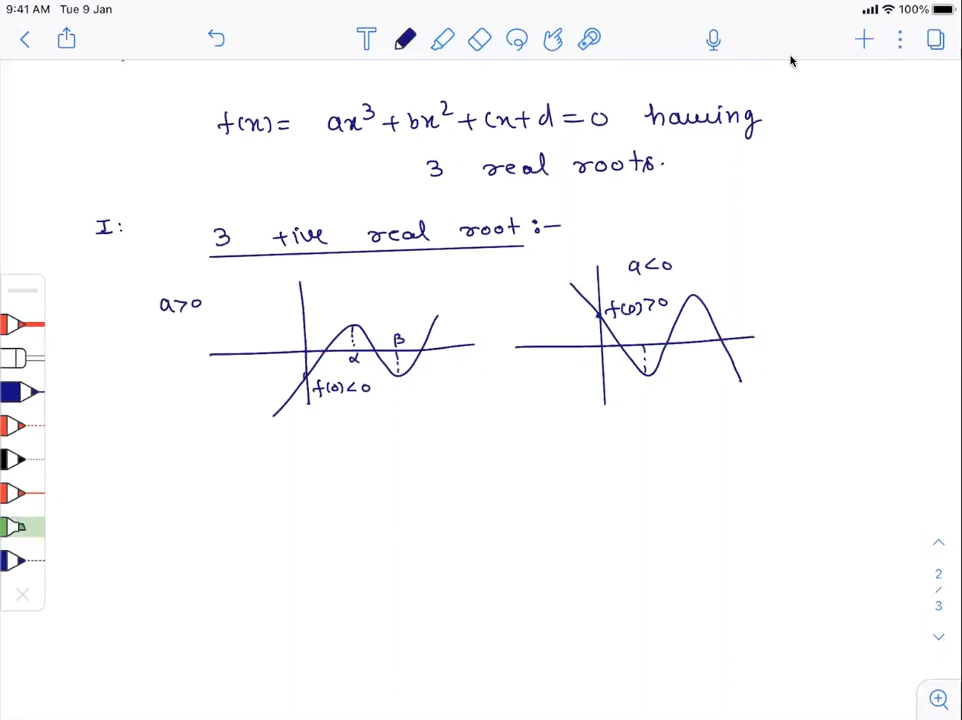 9:41 AM Tue 9 Jan
100%
T
f(x)= ax³+bx²+cx+d=0 having
3 real roots.
I:
3 +ive real root:-
a>0
a<0
f(0)>0
β
α
f(0)<0
2
/
3